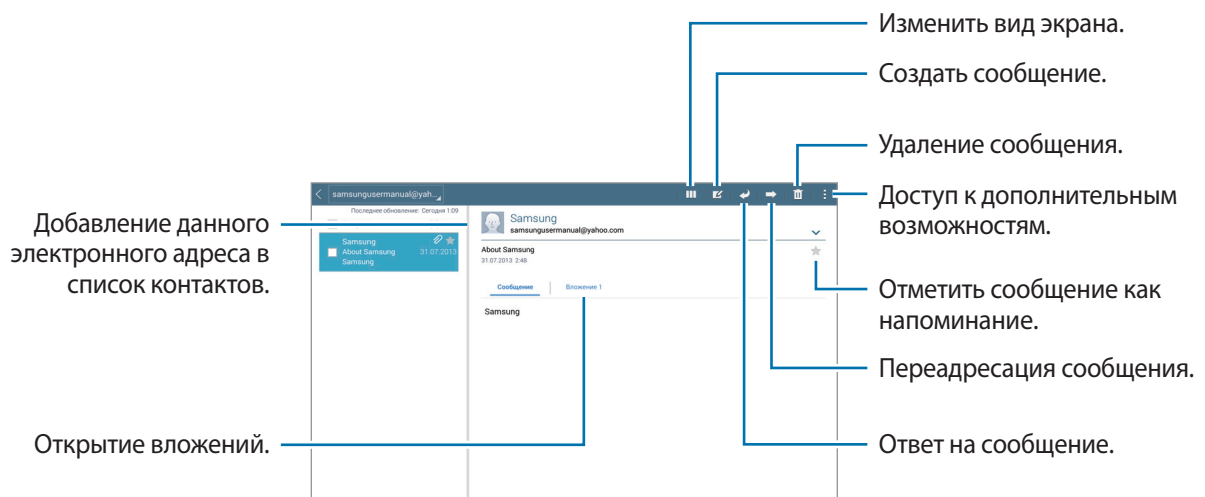 Изменить вид экрана.
Создать сообщение.
Удаление сообщения.
Доступ к дополнительным
возможностям.
Отметить сообщение как
напоминание.
Переадресация сообщения.
Ответ на сообщение.
Добавление данного
электронного адреса в
список контактов.
Открытие вложений.
samsungusermanual@yah...
Последнее обновление: Сегодня 1:09
Samsung
About Samsung 31.07.2013
Samsung
Samsung
samsungusermanual@yahoo.com
About Samsung
31.07.2013 2:48
Сообщение Вложение 1
Samsung